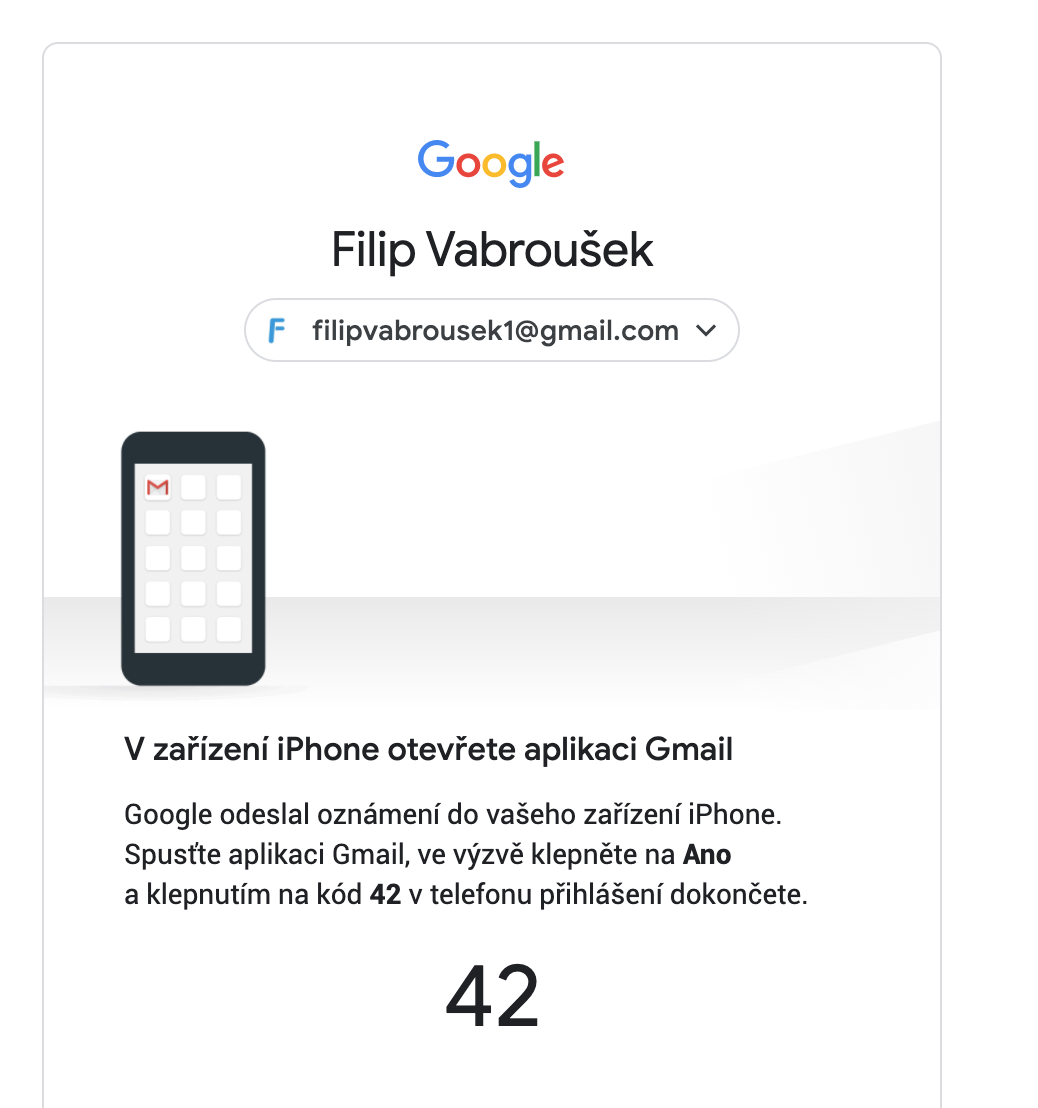 Google
Filip Vabroušek
F filipvabrousek1@gmail.com
M
V zařízení iPhone otevřete aplikaci Gmail
Google odeslal oznámení do vašeho zařízení iPhone.
Spusťte aplikaci Gmail, ve výzvě klepněte na Ano
a klepnutím na kód 42 v telefonu přihlášení dokončete.
42